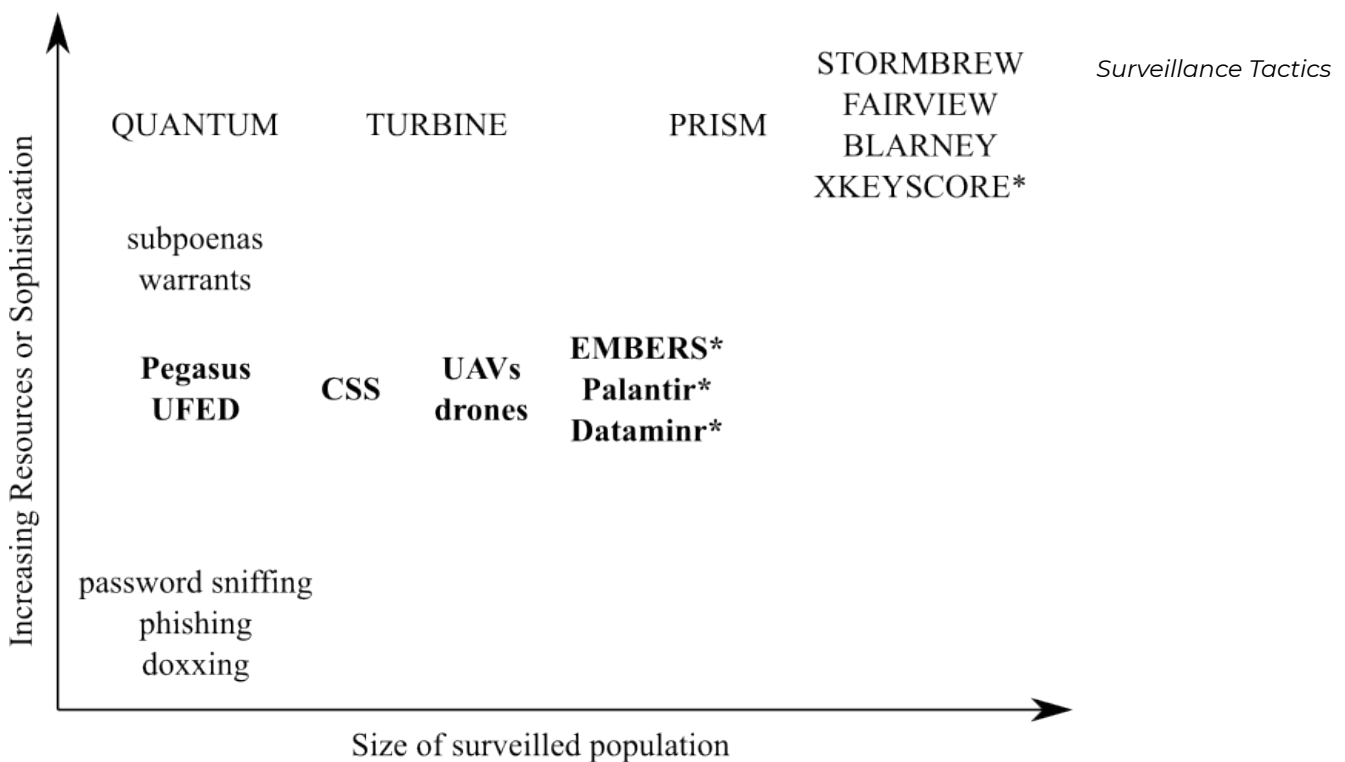 Surveillance Tactics
Increasing Resources or Sophistication
STORMBREW
FAIRVIEW
BLARNEY
XKEYSCORE*
QUANTUM
TURBINE
PRISM
subpoenas
warrants
Pegasus
UFED
CSS
UAVs
drones
EMBERS*
Palantir*
Dataminr*
password sniffing
phishing
doxxing
Size of surveilled population